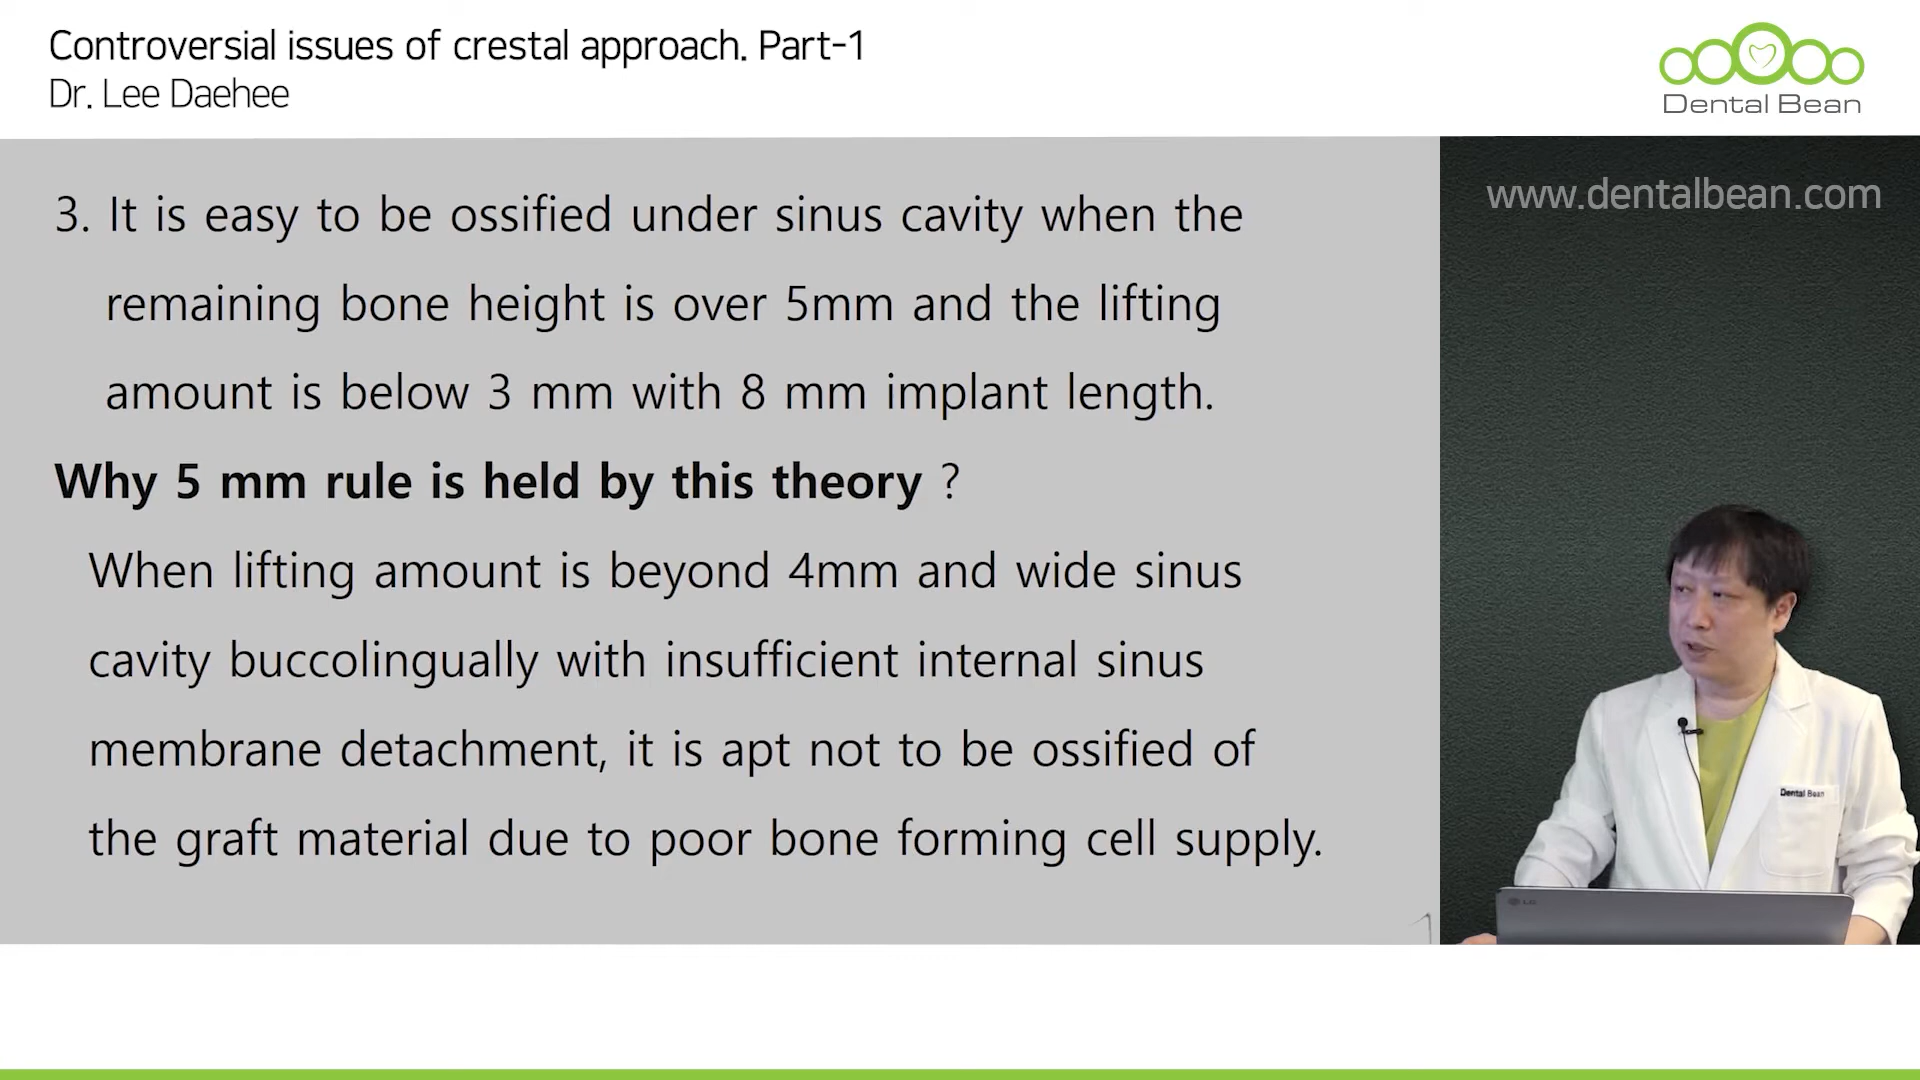 Controversial issues of crestal approach. Part-1
Dr. Lee Daehee
Dental Bean
www.dentalbean.com
3. It is easy to be ossified under sinus cavity when the
remaining bone height is over 5mm and the lifting
amount is below 3 mm with 8 mm implant length.
Why 5 mm rule is held by this theory ?
When lifting amount is beyond 4mm and wide sinus
cavity buccolingually with insufficient internal sinus
membrane detachment, it is apt not to be ossified of
the graft material due to poor bone forming cell supply.
Dental Bean
LG